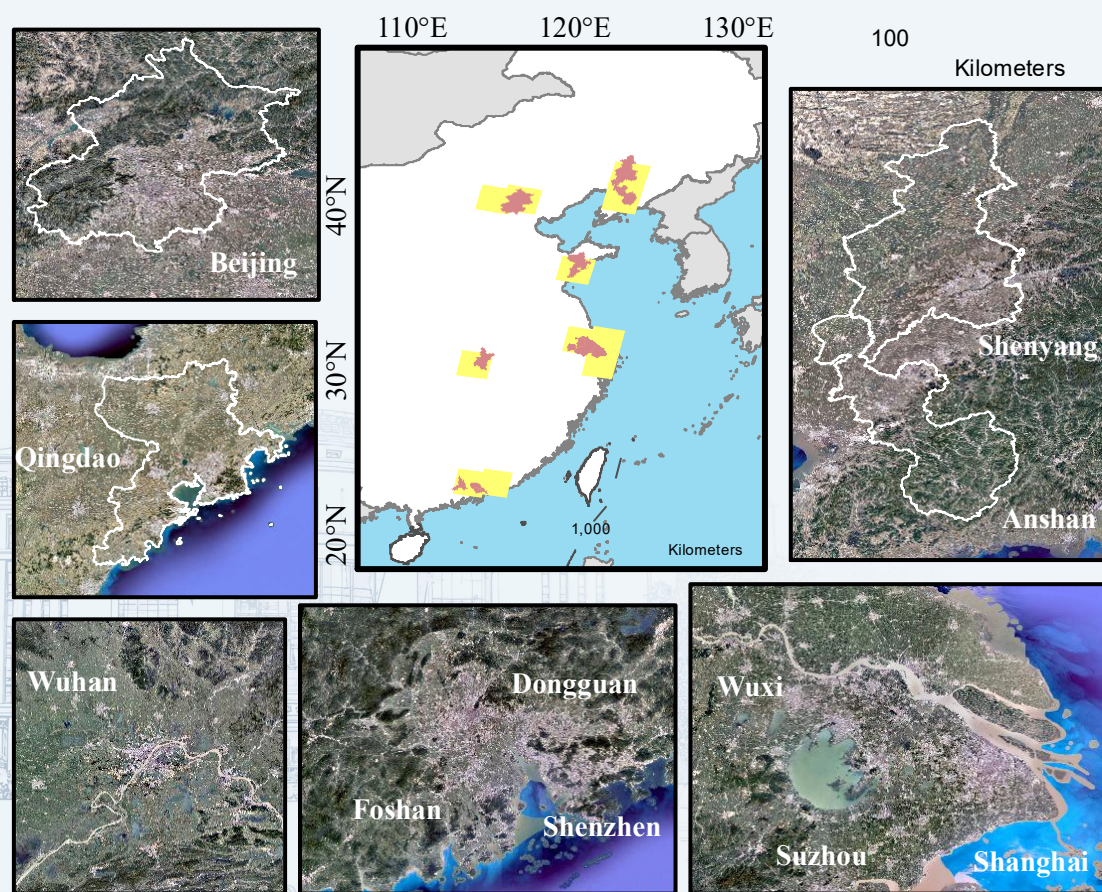 110°E 120°E 130°E
100
Kilometers
40°N
30°N
20°N
1,000
Kilometers
Beijing
Qingdao
Shenyang
Anshan
Wuhan
Dongguan
Foshan
Shenzhen
Wuxi
Suzhou
Shanghai